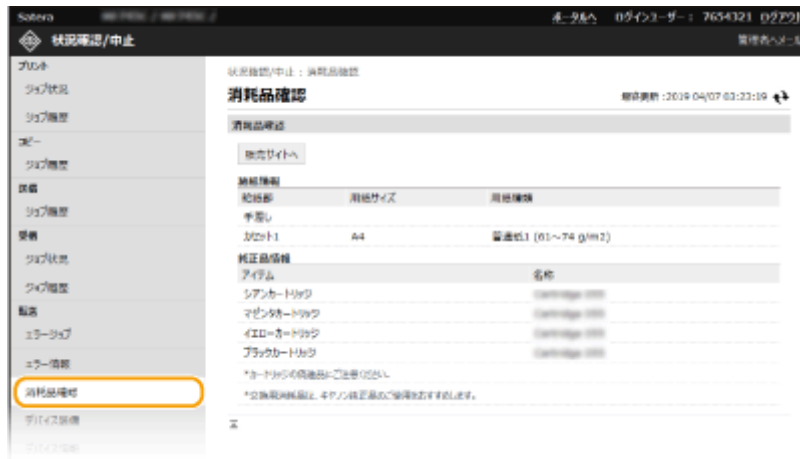 Satera
ポータルへ ログインユーザー: 7654321 ログアウト
状況確認/中止
管理者へメール
プリント
ジョブ状況
ジョブ履歴
コピー
ジョブ履歴
送信
ジョブ履歴
受信
ジョブ状況
ジョブ履歴
転送
エラージョブ
エラー情報
消耗品確認
デバイス装備
デバイス情報
状況確認/中止 : 消耗品確認
消耗品確認
最終更新 :2019 04/07 03:23:19
消耗品確認
販売サイトへ
給紙情報
給紙部 用紙サイズ 用紙種類
手差し
カセット1 A4 普通紙1 (61～74 g/m2)
純正品情報
アイテム 名称
シアンカートリッジ
マゼンタカートリッジ
イエローカートリッジ
ブラックカートリッジ
*カートリッジの偽造品にご注意ください。
*交換用消耗品は、キヤノン純正品のご使用をおすすめします。